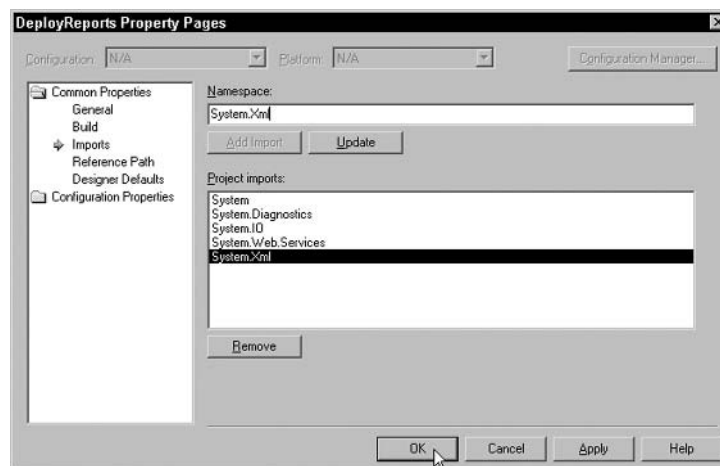 DeployReports Property Pages
Configuration: N/A Platform: N/A Configuration Manager...
Common Properties
General
Build
Imports
Reference Path
Designer Defaults
Configuration Properties
Namespace:
System.Xml
Add Import Update
Project imports:
System
System.Diagnostics
System.IO
System.Web.Services
System.Xml
Remove
OK Cancel Apply Help